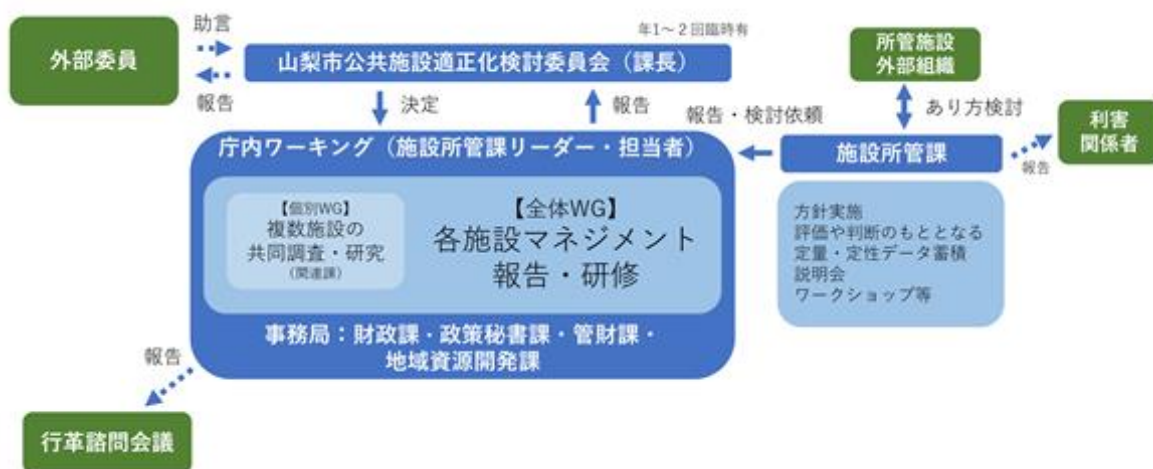 助言
年1～2回臨時有
外部委員
山梨市公共施設適正化検討委員会（課長）
所管施設
外部組織
報告
決定
報告
報告・検討依頼
あり方検討
利害
関係者
庁内ワーキング（施設所管課リーダー・担当者）
施設所管課
報告
【個別WG】
複数施設の
共同調査・研究
（関連課）
【全体WG】
各施設マネジメント
報告・研修
方針実施
評価や判断のもととなる
定量・定性データ蓄積
説明会
ワークショップ等
事務局：財政課・政策秘書課・管財課・
地域資源開発課
報告
行革諮問会議